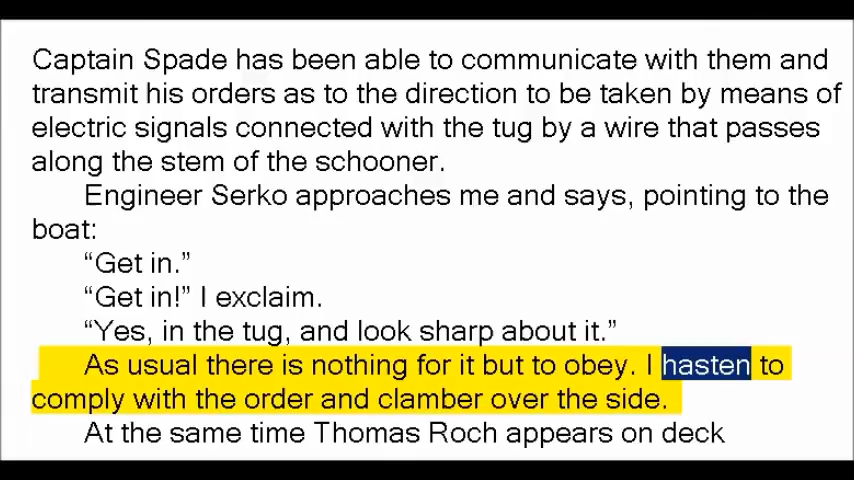 Captain Spade has been able to communicate with them and
transmit his orders as to the direction to be taken by means of
electric signals connected with the tug by a wire that passes
along the stem of the schooner.
Engineer Serko approaches me and says, pointing to the
boat:
“Get in.”
“Get in!” I exclaim.
“Yes, in the tug, and look sharp about it.”
As usual there is nothing for it but to obey. I hasten to
comply with the order and clamber over the side.
At the same time Thomas Roch appears on deck